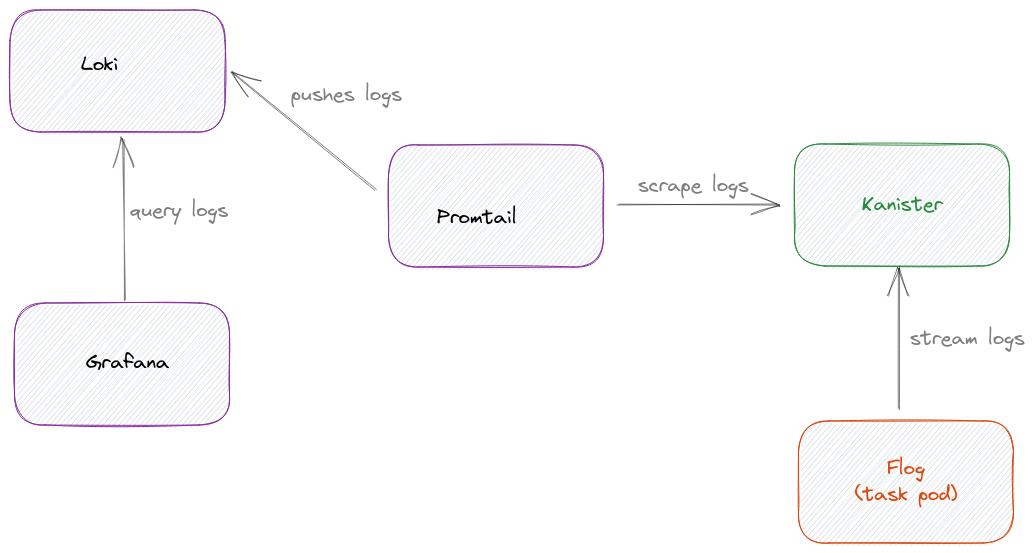 Loki
pushes logs
scrape logs
Kanister
query logs
Promtail
stream logs
Grafana
Flog
(task pod)